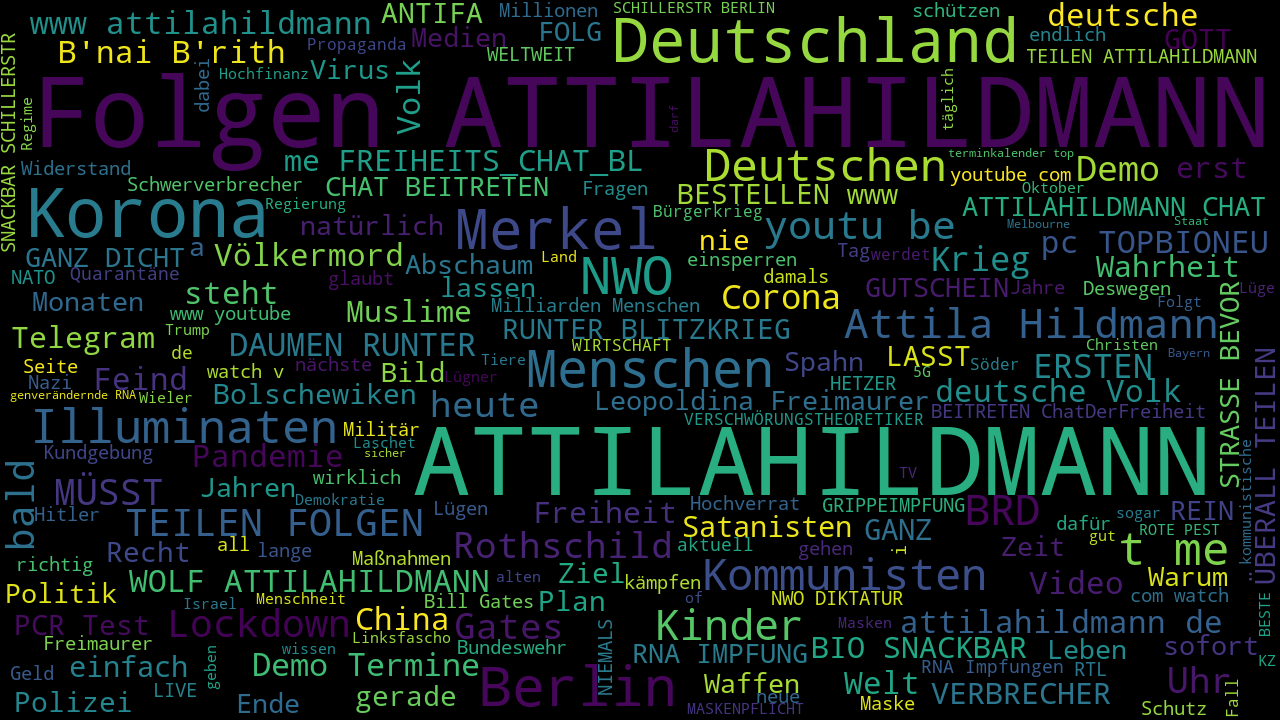 www attilahildmann
ANTIFA
Millionen
SCHILLERSTR BERLIN
schützen
deutsche
B'nai B'rith
Propaganda
Medien
FOLG
Deutschland
endlich
GOTT
WELTWEIT
TEILEN ATTILAHILDMANN
SNACKBAR SCHILLERSTR
Regime
dabei
Hochfinanz
Virus
Volk
Folgen ATTILAHILDMANN
darf
täglich
Widerstand
me FREIHEITS_CHAT_BL
Deutschen
terminkalender top
youtube com
Demo
erst
Schwerverbrecher
CHAT BEITRETEN
Fragen
BESTELLEN www
Oktober
Korona
Regierung
natürlich
Merkel
Bürgerkrieg
youtu be
ATTILAHILDMANN CHAT
Melbourne
Staat
GANZ DICHT
a
Völkermord
Abschaum
Land
NWO
nie
einsperren
Tag
werdet
Krieg
pc TOPBIONEU
Wahrheit
NATO
Quarantäne
glaubt
lassen
damals
GUTSCHEIN
Jahre
Deswegen
Lüge
Monaten
steht
www youtube
Muslime
Milliarden Menschen
Corona
Folgt
Telegram
Trump
DAUMEN RUNTER
RUNTER BLITZKRIEG
Attila Hildmann
STRASSE BEVOR
de
WIRTSCHAFT
Christen
Bayern
Seite
watch v
nächste
Tiere
Menschen
Spahn
LASST
Söder
ERSTEN
Nazi
Feind
Bild
Lügner
5G
HETZER
genverändernde RNA
Wieler
Bolschewiken
heute
Leopoldina Freimaurer
deutsche Volk
Illuminaten
Militär
VERSCHWÖRUNGSTHEORETIKER
BEITRETEN ChatDerFreiheit
Laschet
Kundgebung
Pandemie
sicher
ATTILAHILDMANN
ÜBERALL TEILEN
bald
MÜSST
Jahren
wirklich
TV
kommunistische
Demokratie
Hitler
TEILEN FOLGEN
Lügen
Freiheit
Hochverrat
GRIPPEIMPFUNG
BRD
sogar
REIN
Satanisten
GANZ
dafür
ROTE PEST
gut
Recht
all
lange
Maßnahmen
Rothschild
aktuell
gehen
i
Zeit
t me
richtig
WOLF ATTILAHILDMANN
alten
Ziel
kämpfen
Kommunisten
Video
Warum
Politik
Israel
Menschheit
Bill Gates
Plan
of
NWO DIKTATUR
com watch
BESTE
PCR Test
Lockdown
China
Linksfascho
Gates
Kinder
Masken
attilahildmann de
Freimaurer
wissen
Bundeswehr
NIEMALS
RNA IMPFUNG
BIO SNACKBAR
Leben
sofort
Geld
einfach
geben
Demo Termine
Berlin
RNA Impfungen
RTL
KZ
Polizei
LIVE
Ende
gerade
Waffen
neue
MASKENPFLICHT
Welt
Maske
VERBRECHER
Uhr
Schutz
Fall